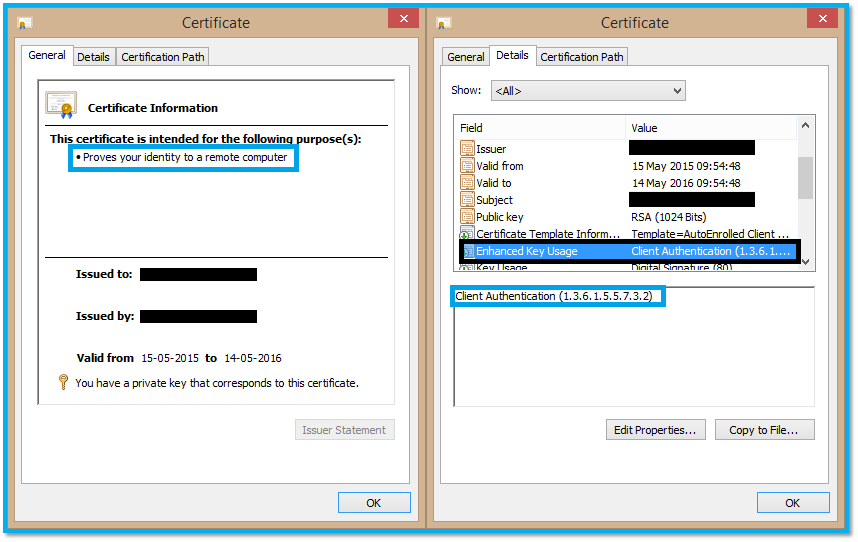 Certificate
General
Details
Certification Path
Certificate Information
This certificate is intended for the following purpose(s):
• Proves your identity to a remote computer
Issued to:
Issued by:
Valid from 15-05-2015 to 14-05-2016
You have a private key that corresponds to this certificate.
Issuer Statement
OK
Certificate
General
Details
Certification Path
Show: <All>
Field Value
Issuer
Valid from 15 May 2015 09:54:48
Valid to 14 May 2016 09:54:48
Subject
Public key RSA (1024 Bits)
Certificate Template Inform... Template=AutoEnrolled Client ...
Enhanced Key Usage Client Authentication (1.3.6.1....
Key Usage Digital Signature (80)
Client Authentication (1.3.6.1.5.5.7.3.2)
Edit Properties...
Copy to File...
OK